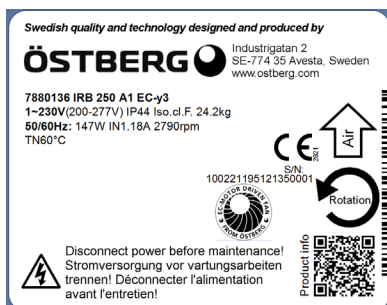 Swedish quality and technology designed and produced by
ÖSTBERG
Industrigatan 2
SE-774 35 Avesta, Sweden
www.ostberg.com
7880136 IRB 250 A1 EC-y3
1~230V(200-277V) IP44 Iso.cl.F. 24.2kg
50/60Hz: 147W IN1.18A 2790rpm
TN60°C
CE
2021
Air
S/N:
100221195121350001
EC-MOTOR DRIVEN FAN
FROM ÖSTBERG
Rotation
Product info
Disconnect power before maintenance!
Stromversorgung vor vartungsarbeiten
trennen! Déconnecter l'alimentation
avant l'entretien!